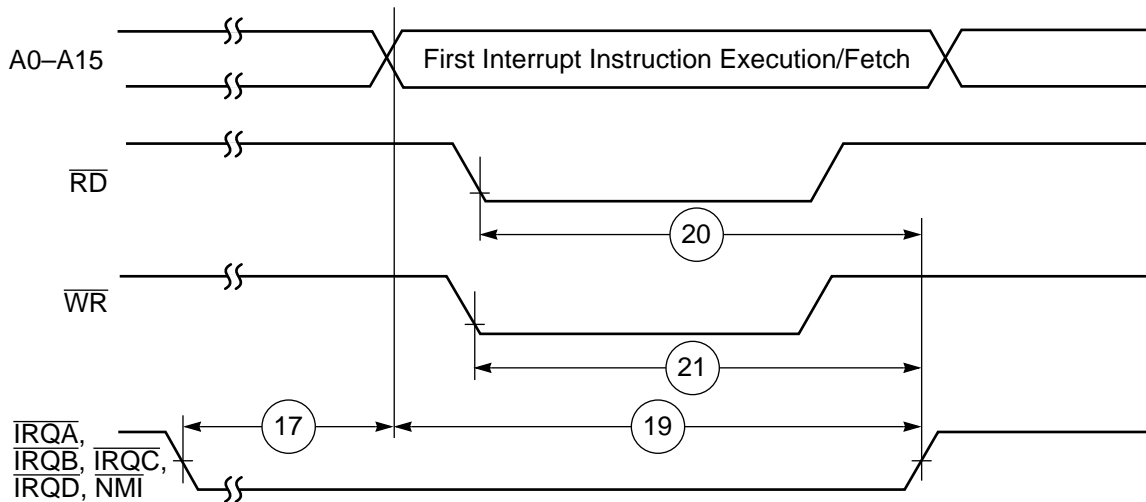 A0–A15
First Interrupt Instruction Execution/Fetch
RD
20
WR
21
17
19
IRQA,
IRQB, IRQC,
IRQD, NMI